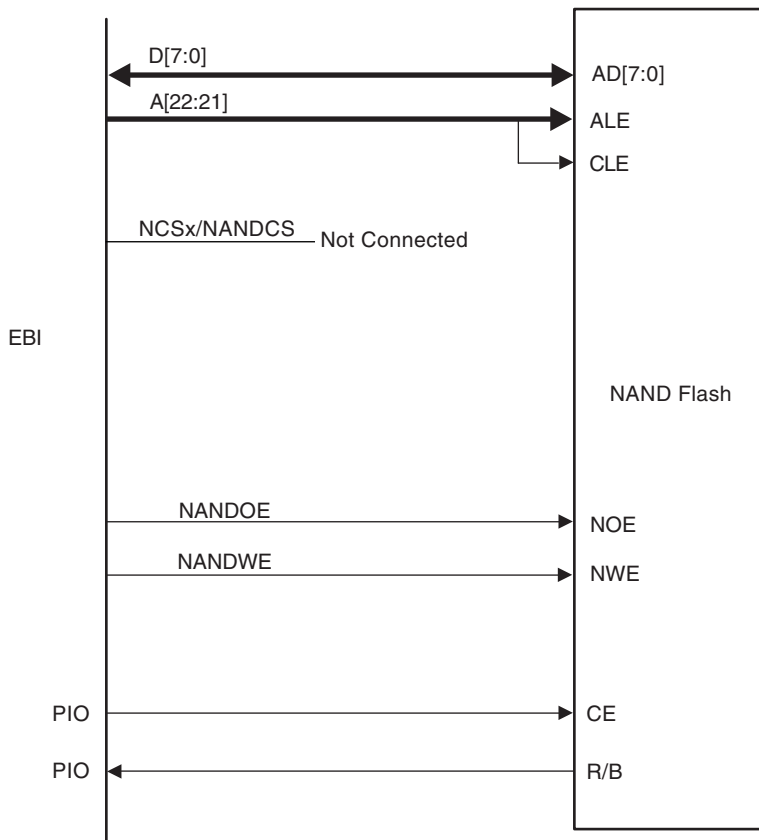 D[7:0]
AD[7:0]
A[22:21]
ALE
CLE
NCSx/NANDCS
Not Connected
EBI
NAND Flash
NANDOE
NOE
NANDWE
NWE
PIO
CE
PIO
R/B